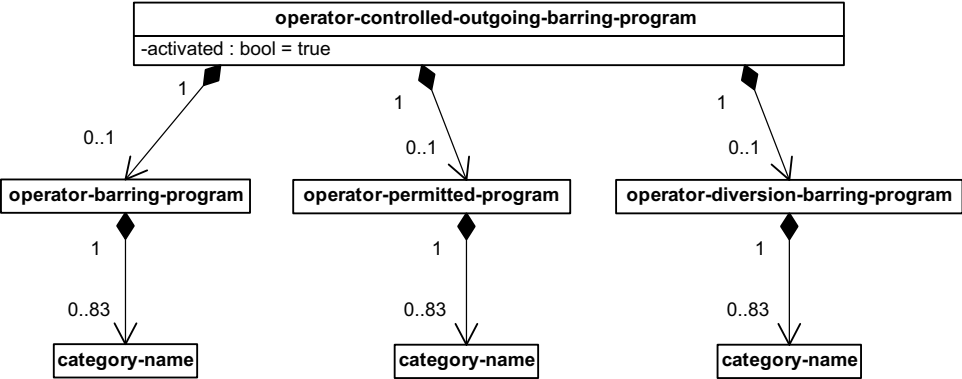 operator-controlled-outgoing-barring-program
-activated : bool = true
1
1
1
0..1
0..1
0..1
operator-barring-program
operator-permitted-program
operator-diversion-barring-program
1
1
1
0..83
0..83
0..83
category-name
category-name
category-name